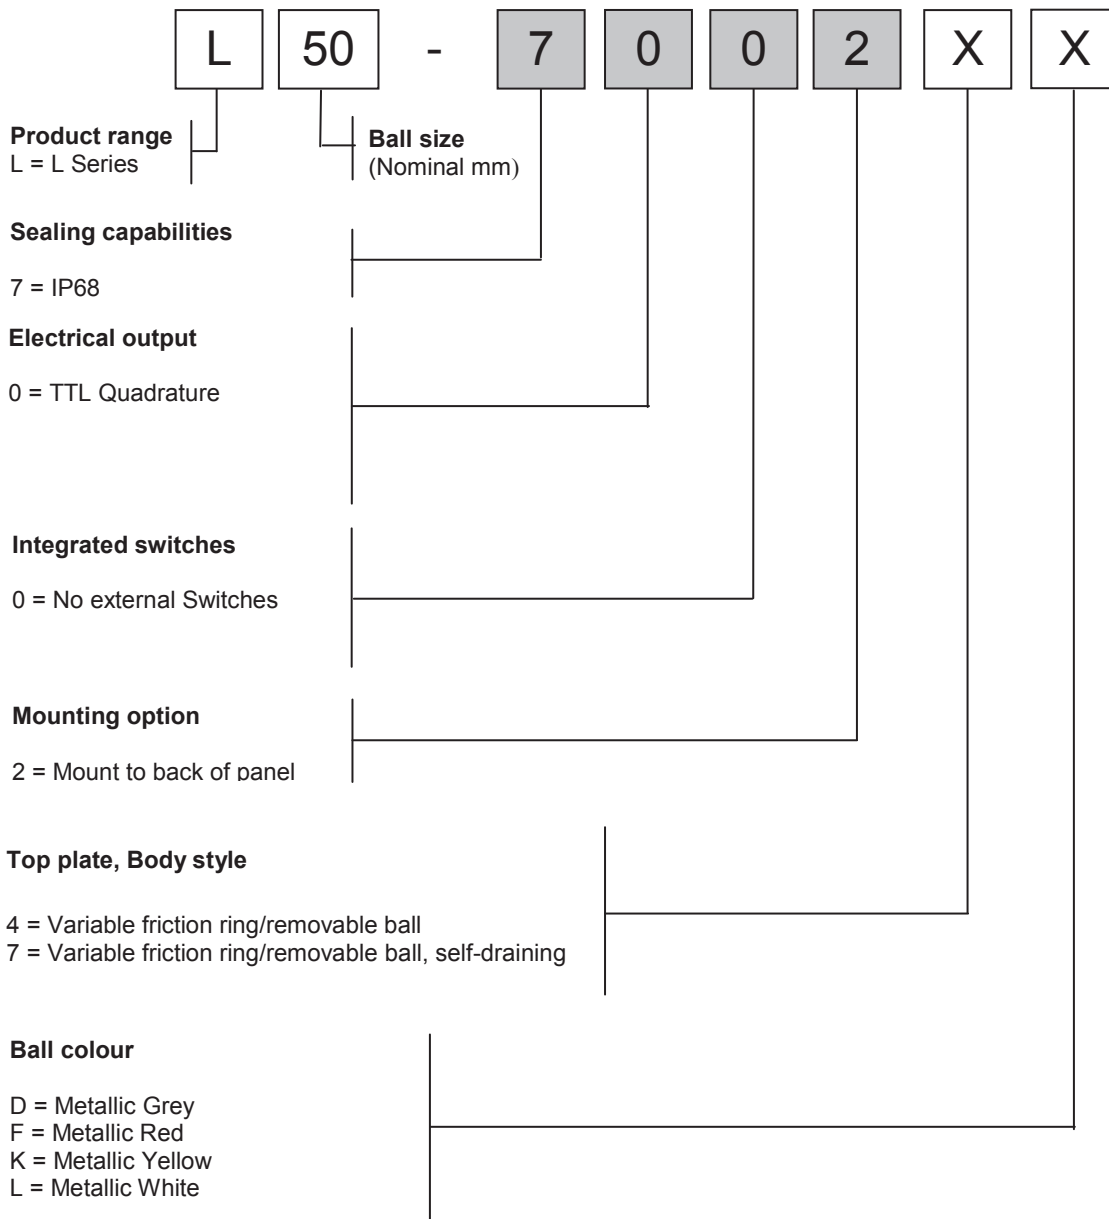 L 50 - 7 0 0 2 X X
Product range
L = L Series
Ball size
(Nominal mm)
Sealing capabilities
7 = IP68
Electrical output
0 = TTL Quadrature
Integrated switches
0 = No external Switches
Mounting option
2 = Mount to back of panel
Top plate, Body style
4 = Variable friction ring/removable ball
7 = Variable friction ring/removable ball, self-draining
Ball colour
D = Metallic Grey
F = Metallic Red
K = Metallic Yellow
L = Metallic White